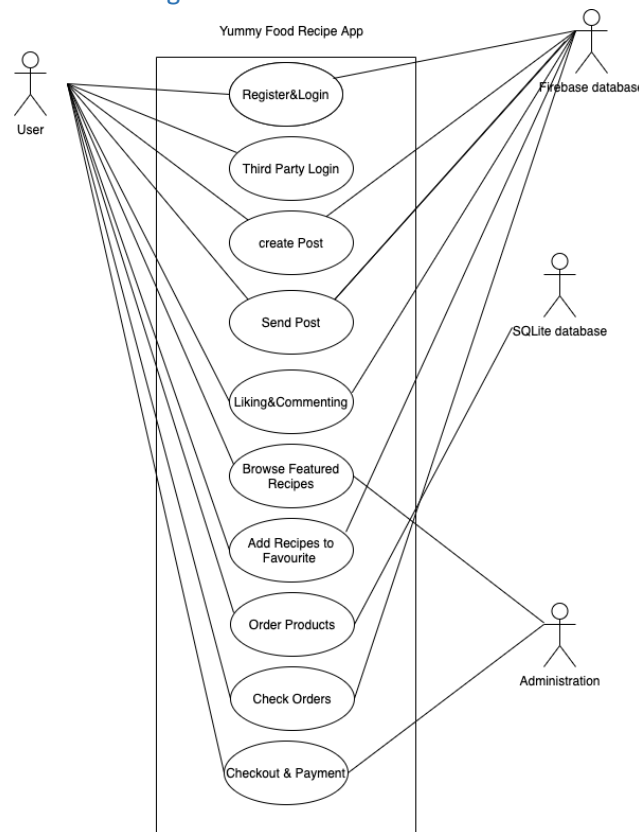 Yummy Food Recipe App
Register&Login
Firebase database
User
Third Party Login
create Post
Send Post
SQLite database
Liking&Commenting
Browse Featured
Recipes
Add Recipes to
Favourite
Order Products
Administration
Check Orders
Checkout & Payment